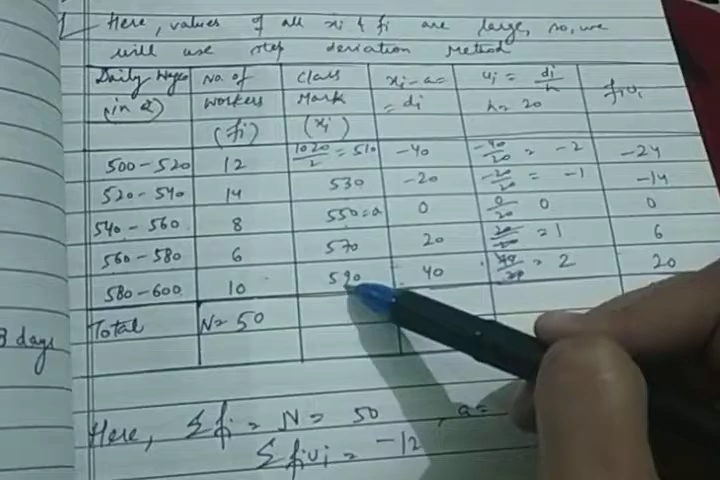 Here, values of all xi & fi are large, so, we
will use step deviation method
Daily Wages (in ₹) No. of workers (fi) Class Mark (xi) xi - a = di ui = di/h h = 20 fiui
500-520 12 1020/2 = 510 -40 -40/20 = -2 -24
520-540 14 530 -20 -20/20 = -1 -14
540-560 8 550=a 0 0/20 0 0
560-580 6 570 20 20/20 = 1 6
580-600 10 590 40 40/20 = 2 20
Total N=50
3 days
Here, Σfi = N = 50, a=
Σfiui = -12